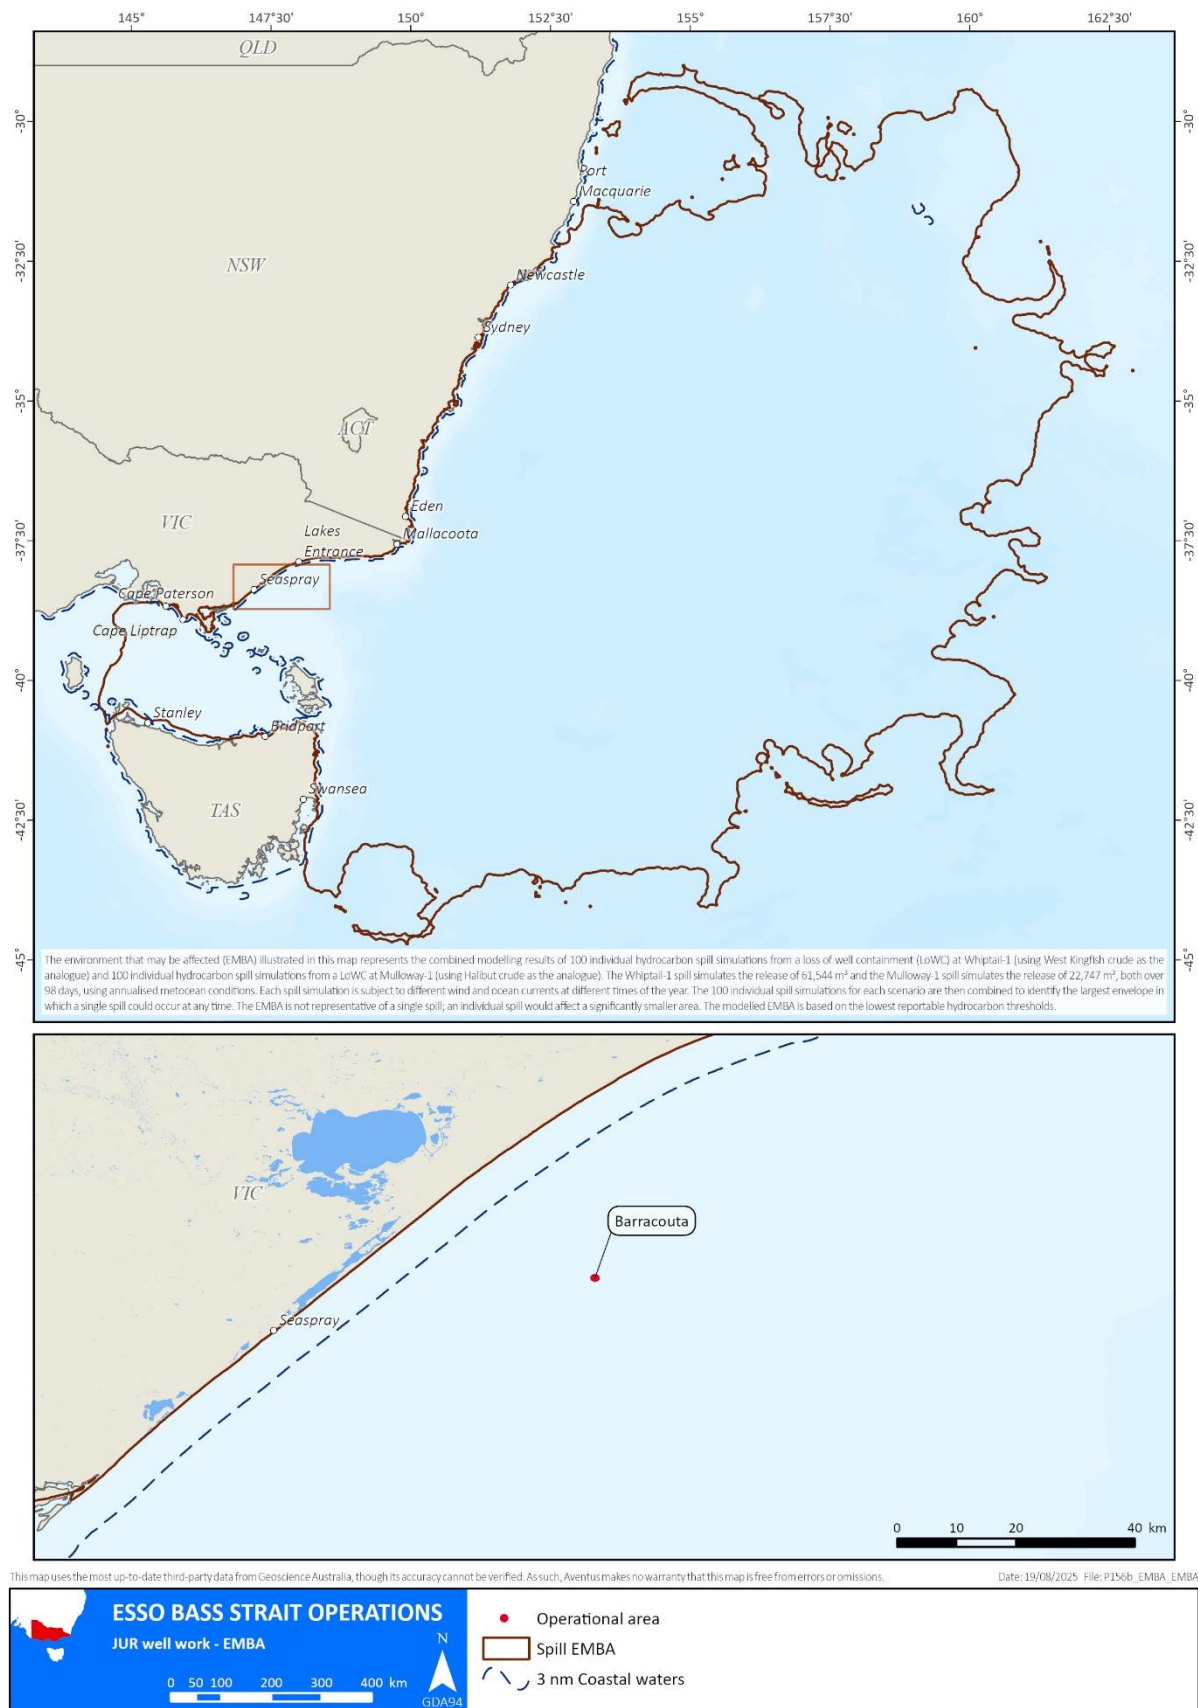 145° 147°30' 150° 152°30' 155° 157°30' 160° 162°30'
QLD
-30° -30°
Port
Macquarie
-32°30' -32°30'
NSW
Newcastle
Sydney
-35° -35°
ACT
Eden
VIC
Lakes
Entrance
Mallacoota
-37°30' -37°30'
Seaspray
Cape Paterson
Cape Liptrap
-40° -40°
Stanley
Bridport
Swansea
TAS
-42°30' -42°30'
-45° -45°
The environment that may be affected (EMBA) illustrated in this map represents the combined modelling results of 100 individual hydrocarbon spill simulations from a loss of well containment (LoWC) at Whiptail-1 (using West Kingfish crude as the
analogue) and 100 individual hydrocarbon spill simulations from a LoWC at Mulloway-1 (using Halibut crude as the analogue). The Whiptail-1 spill simulates the release of 61,544 m³ and the Mulloway-1 spill simulates the release of 22,747 m³, both over
98 days, using annualised metocean conditions. Each spill simulation is subject to different wind and ocean currents at different times of the year. The 100 individual spill simulations for each scenario are then combined to identify the largest envelope in
which a single spill could occur at any time. The EMBA is not representative of a single spill; an individual spill would affect a significantly smaller area. The modelled EMBA is based on the lowest reportable hydrocarbon thresholds.
VIC
Barracouta
Seaspray
0 10 20 40 km
This map uses the most up-to-date third-party data from Geoscience Australia, though its accuracy cannot be verified. As such, Aventus makes no warranty that this map is free from errors or omissions.
Date: 19/08/2025 File: P156b_EMBA_EMBA
ESSO BASS STRAIT OPERATIONS
JUR well work - EMBA
N
0 50 100 200 300 400 km
GDA94
Operational area
Spill EMBA
3 nm Coastal waters